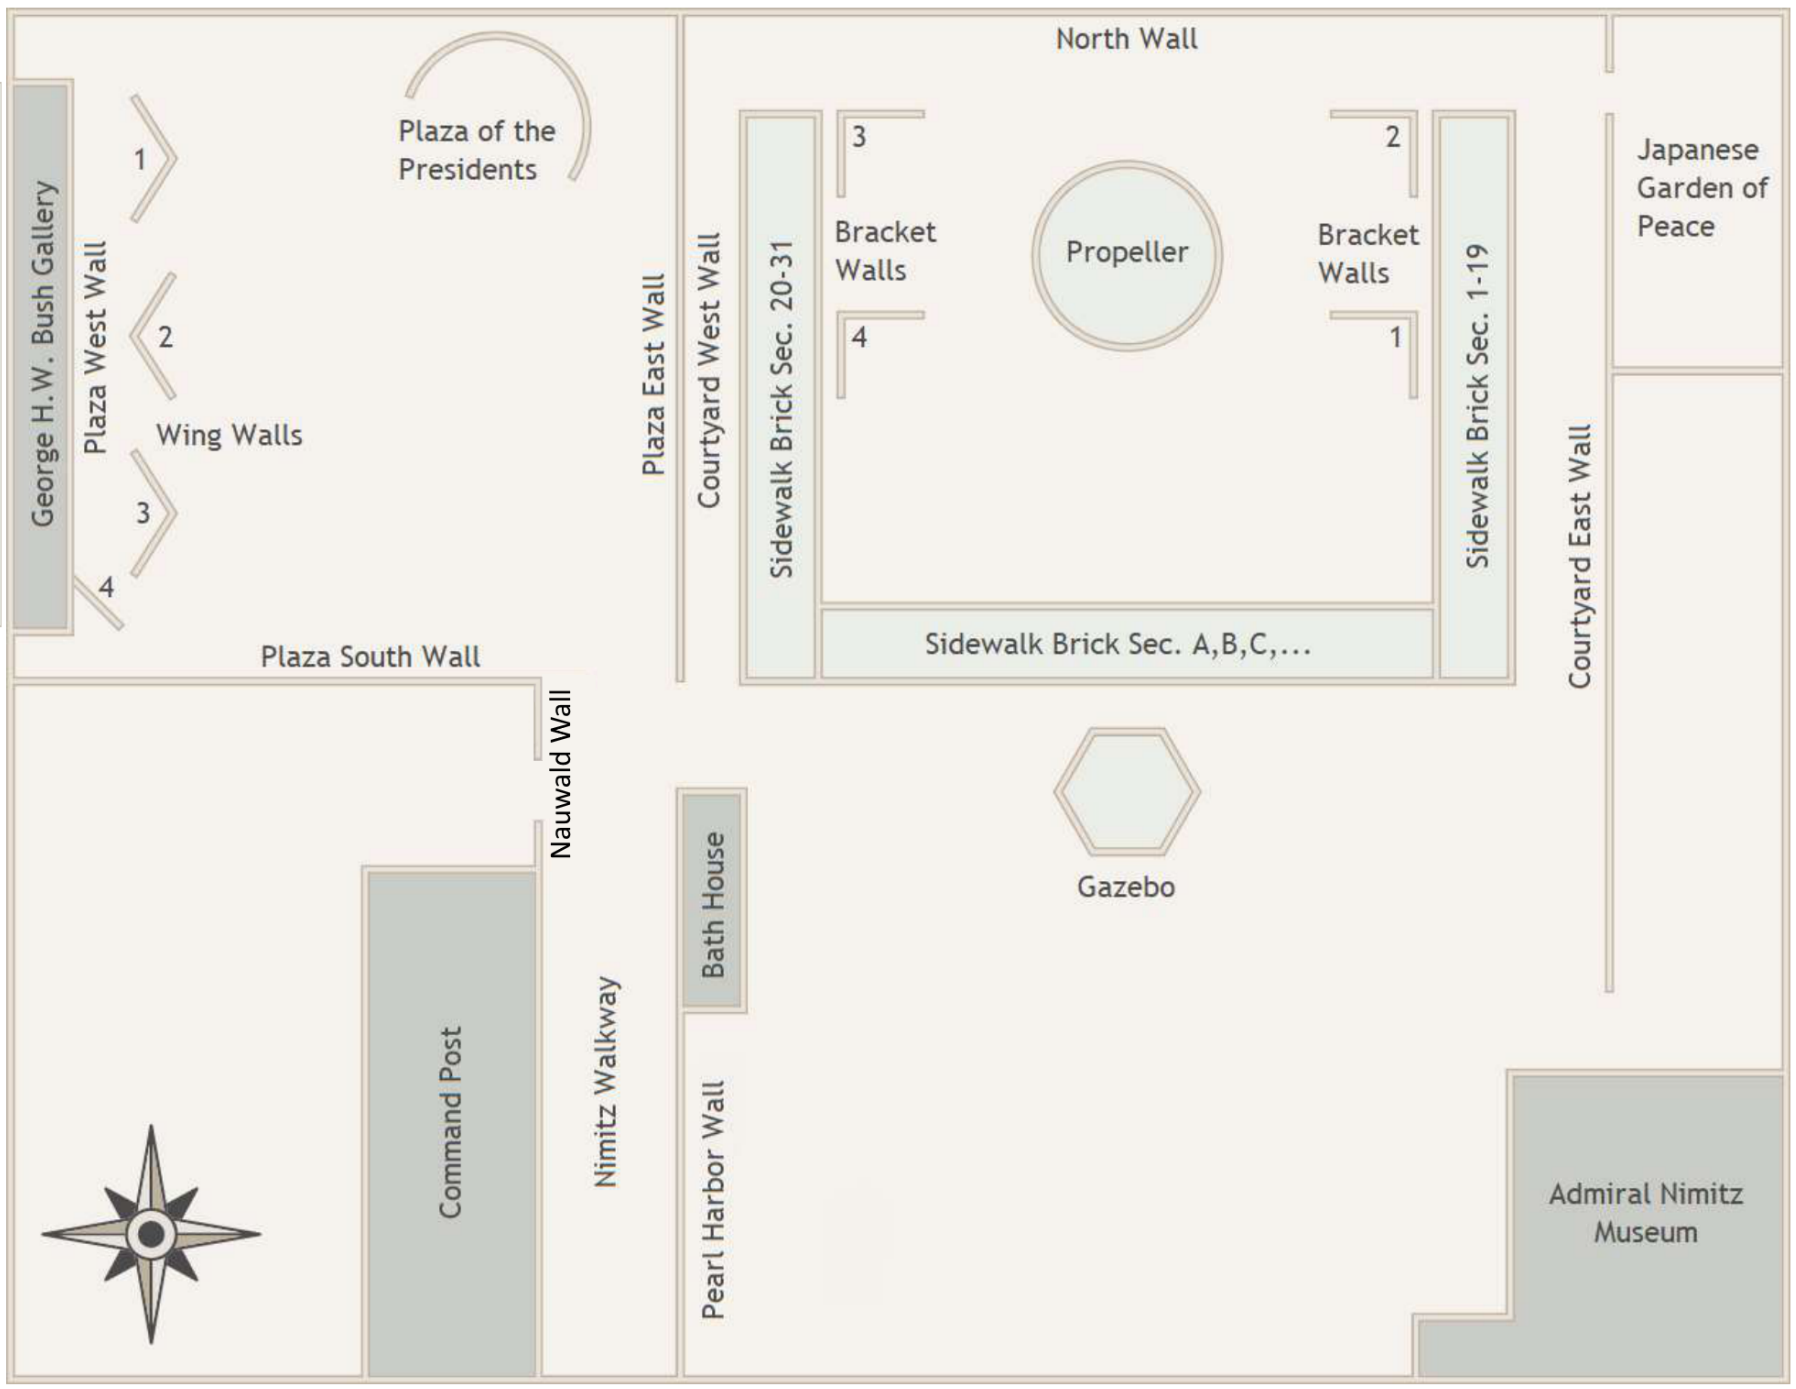 North Wall
Plaza of the
Presidents
1
2
Wing Walls
3
4
George H.W. Bush Gallery
Plaza West Wall
Plaza South Wall
Plaza East Wall
Courtyard West Wall
Sidewalk Brick Sec. 20-31
3
Bracket
Walls
4
Propeller
2
Bracket
Walls
1
Sidewalk Brick Sec. 1-19
Sidewalk Brick Sec. A,B,C,...
Courtyard East Wall
Japanese
Garden of
Peace
Nauwald Wall
Bath House
Gazebo
Command Post
Nimitz Walkway
Pearl Harbor Wall
Admiral Nimitz
Museum